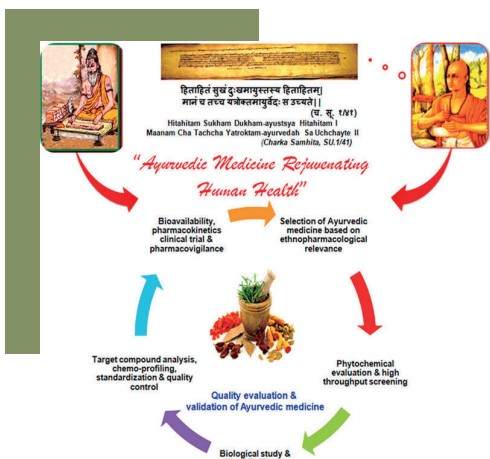 हिताहितं सुखं दुःखमायुस्तस्य हिताहितम्|
मानं च तच्च यत्रोक्तमायुर्वेदः स उच्यते||
(च. सू. १/४१)
Hitahitam Sukham Dukham-ayustsya Hitahitam I
Maanam Cha Tachcha Yatroktam-ayurvedah Sa Uchchayte II
(Charka Samhita, SU.1/41)
"Ayurvedic Medicine Rejuvenating
Human Health"
Bioavailability,
pharmacokinetics
clinical trial &
pharmacovigilance
Selection of Ayurvedic
medicine based on
ethnopharmacological
relevance
Target compound analysis,
chemo-profiling,
standardization & quality
control
Phytochemical
evaluation & high
throughput screening
Quality evaluation &
validation of Ayurvedic medicine
Biological study &